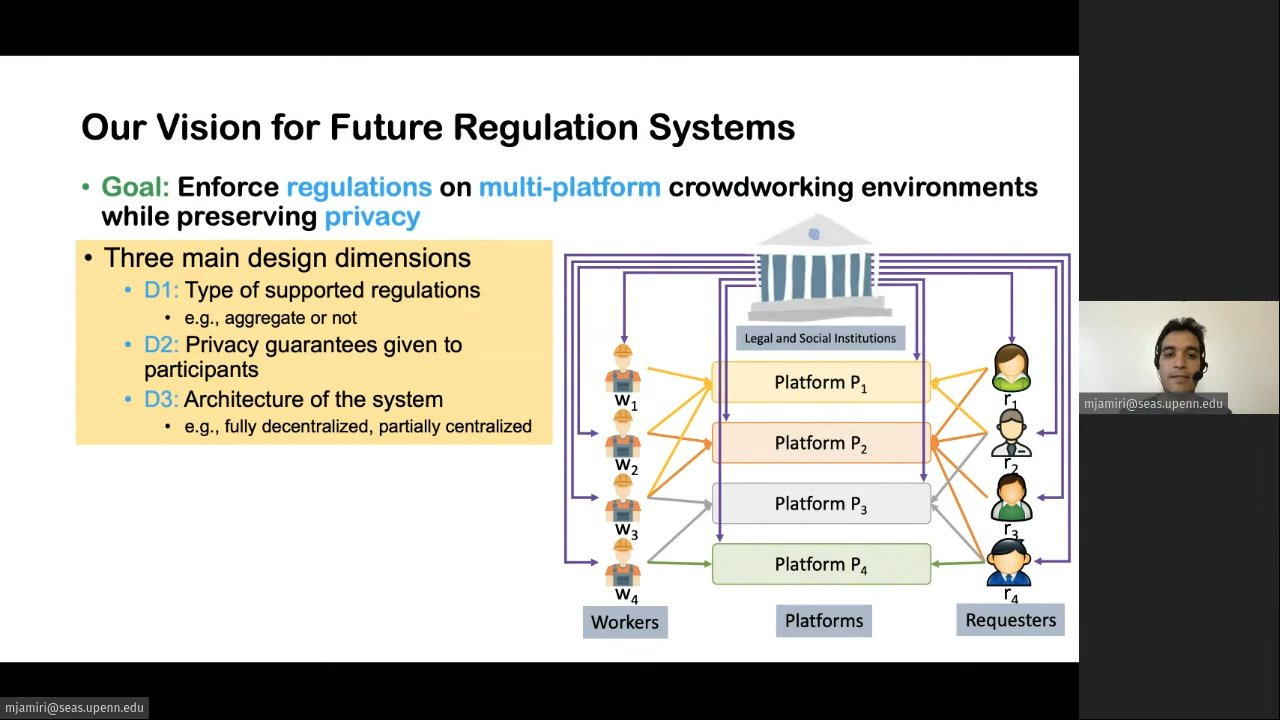 Our Vision for Future Regulation Systems
• Goal: Enforce regulations on multi-platform crowdworking environments
while preserving privacy
• Three main design dimensions
• D1: Type of supported regulations
• e.g., aggregate or not
• D2: Privacy guarantees given to
participants
• D3: Architecture of the system
• e.g., fully decentralized, partially centralized
Legal and Social Institutions
w1
w2
w3
w4
Platform P1
Platform P2
Platform P3
Platform P4
r1
r2
r3
r4
Workers
Platforms
Requesters
mjamiri@seas.upenn.edu
mjamiri@seas.upenn.edu